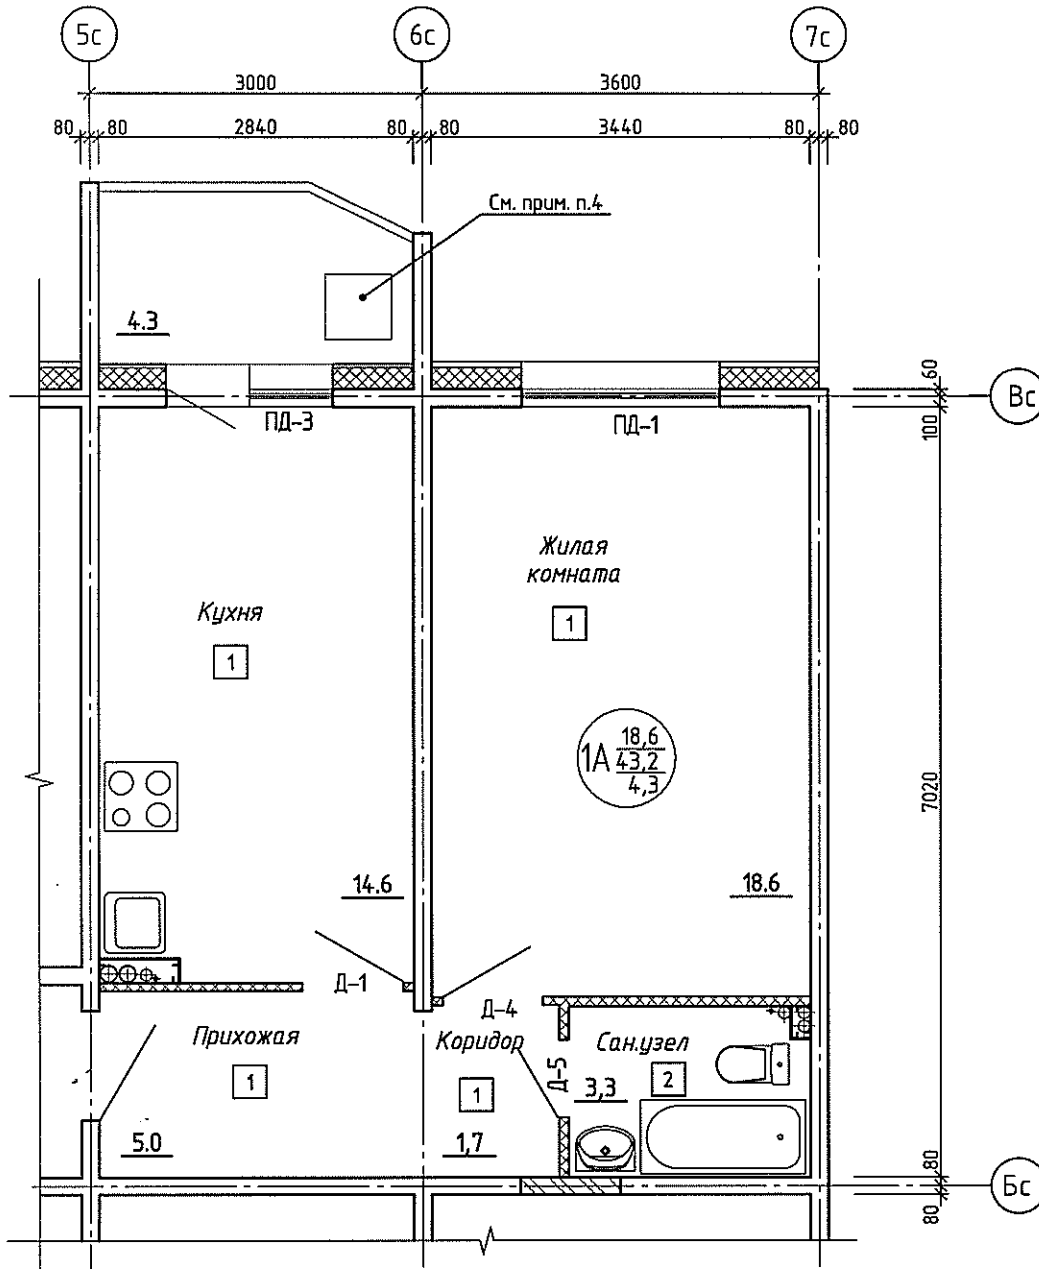 5с
6с
7с
3000
3600
80
80
2840
80
80
3440
80
80
См. прим. п.4
4.3
60
Вс
100
ПД-3
ПД-1
Жилая
комната
1
Кухня
1
1А
18,6
43,2
4,3
7020
14.6
18.6
Д-1
Д-4
Прихожая
Коридор
Сан.узел
Д-5
1
1
3,3
2
5.0
1,7
80
Бс
80